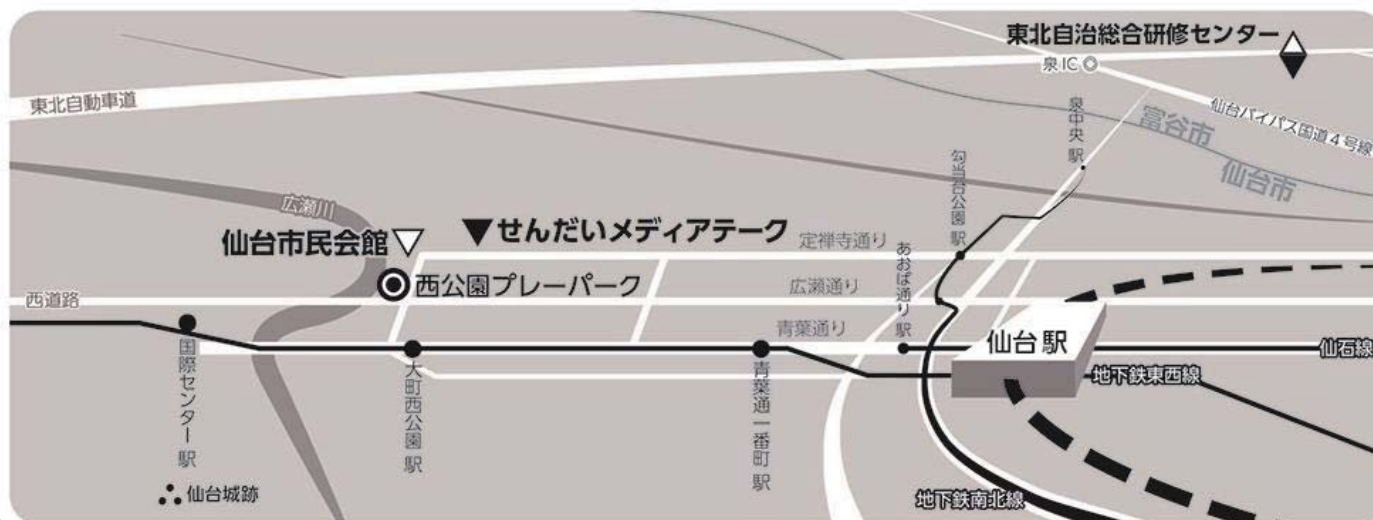 東北自治総合研修センター
泉IC
東北自動車道
仙台バイパス国道4号線
泉中央駅
富谷市
仙台市
勾当台公園駅
広瀬川
仙台市民会館
せんだいメディアテーク
定禅寺通り
あおば通り駅
西公園プレーパーク
広瀬通り
西道路
青葉通り
仙台駅
仙石線
国際センター駅
大町西公園駅
青葉通一番町駅
地下鉄東西線
仙台城跡
地下鉄南北線